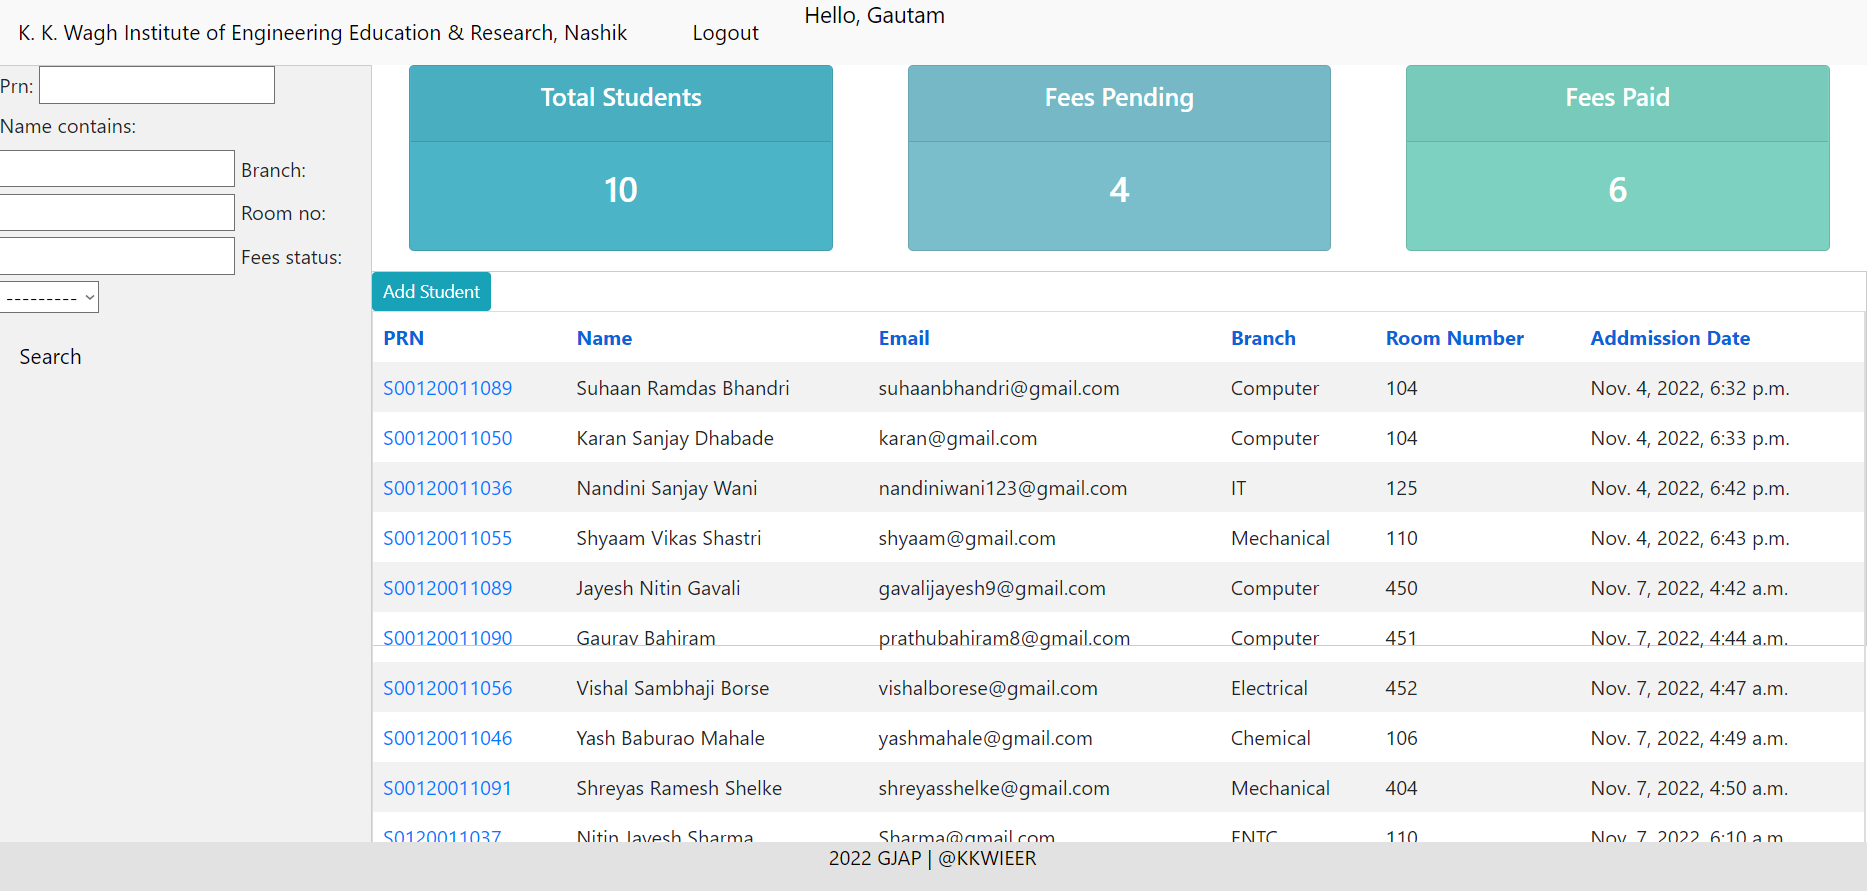 K. K. Wagh Institute of Engineering Education & Research, Nashik Logout Hello, Gautam
Prn:
Name contains:
Branch:
Room no:
Fees status:
---------
Search
Total Students
10
Fees Pending
4
Fees Paid
6
Add Student
PRN Name Email Branch Room Number Addmission Date
S00120011089 Suhaan Ramdas Bhandri suhaanbhandri@gmail.com Computer 104 Nov. 4, 2022, 6:32 p.m.
S00120011050 Karan Sanjay Dhabade karan@gmail.com Computer 104 Nov. 4, 2022, 6:33 p.m.
S00120011036 Nandini Sanjay Wani nandiniwani123@gmail.com IT 125 Nov. 4, 2022, 6:42 p.m.
S00120011055 Shyaam Vikas Shastri shyaam@gmail.com Mechanical 110 Nov. 4, 2022, 6:43 p.m.
S00120011089 Jayesh Nitin Gavali gavalijayesh9@gmail.com Computer 450 Nov. 7, 2022, 4:42 a.m.
S00120011090 Gaurav Bahiram prathubahiram8@gmail.com Computer 451 Nov. 7, 2022, 4:44 a.m.
S00120011056 Vishal Sambhaji Borse vishalborese@gmail.com Electrical 452 Nov. 7, 2022, 4:47 a.m.
S00120011046 Yash Baburao Mahale yashmahale@gmail.com Chemical 106 Nov. 7, 2022, 4:49 a.m.
S00120011091 Shreyas Ramesh Shelke shreyasshelke@gmail.com Mechanical 404 Nov. 7, 2022, 4:50 a.m.
S0120011037 Nitin Jayesh Sharma Sharma@gmail.com ENTC 110 Nov. 7, 2022, 6:10 a.m.
2022 GJAP | @KKWIEER